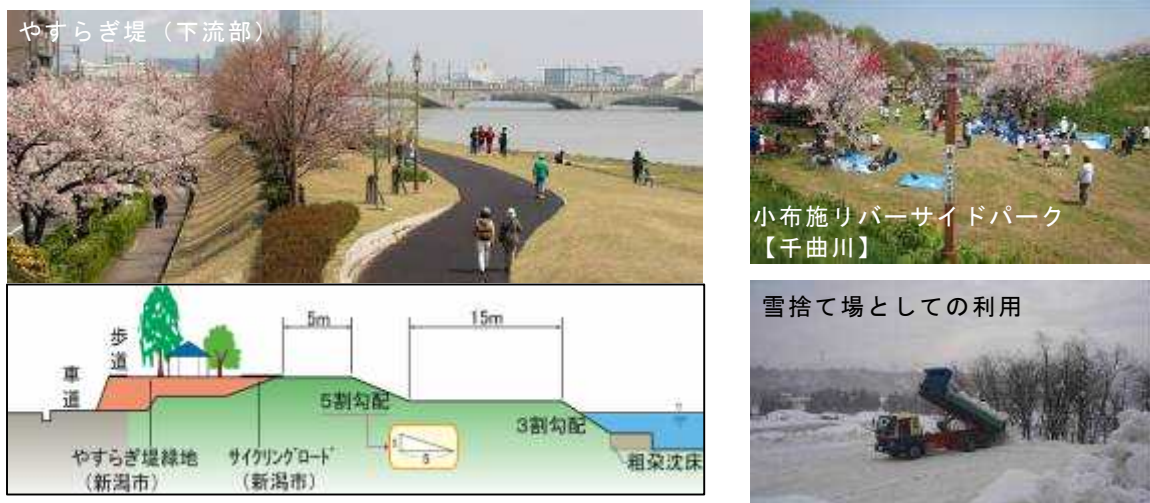 やすらぎ堤（下流部）
小布施リバーサイドパーク
【千曲川】
雪捨て場としての利用
5m
15m
歩道
車道
5割勾配
3割勾配
5
やすらぎ堤緑地
（新潟市）
サイクリングロード
（新潟市）
粗朶沈床